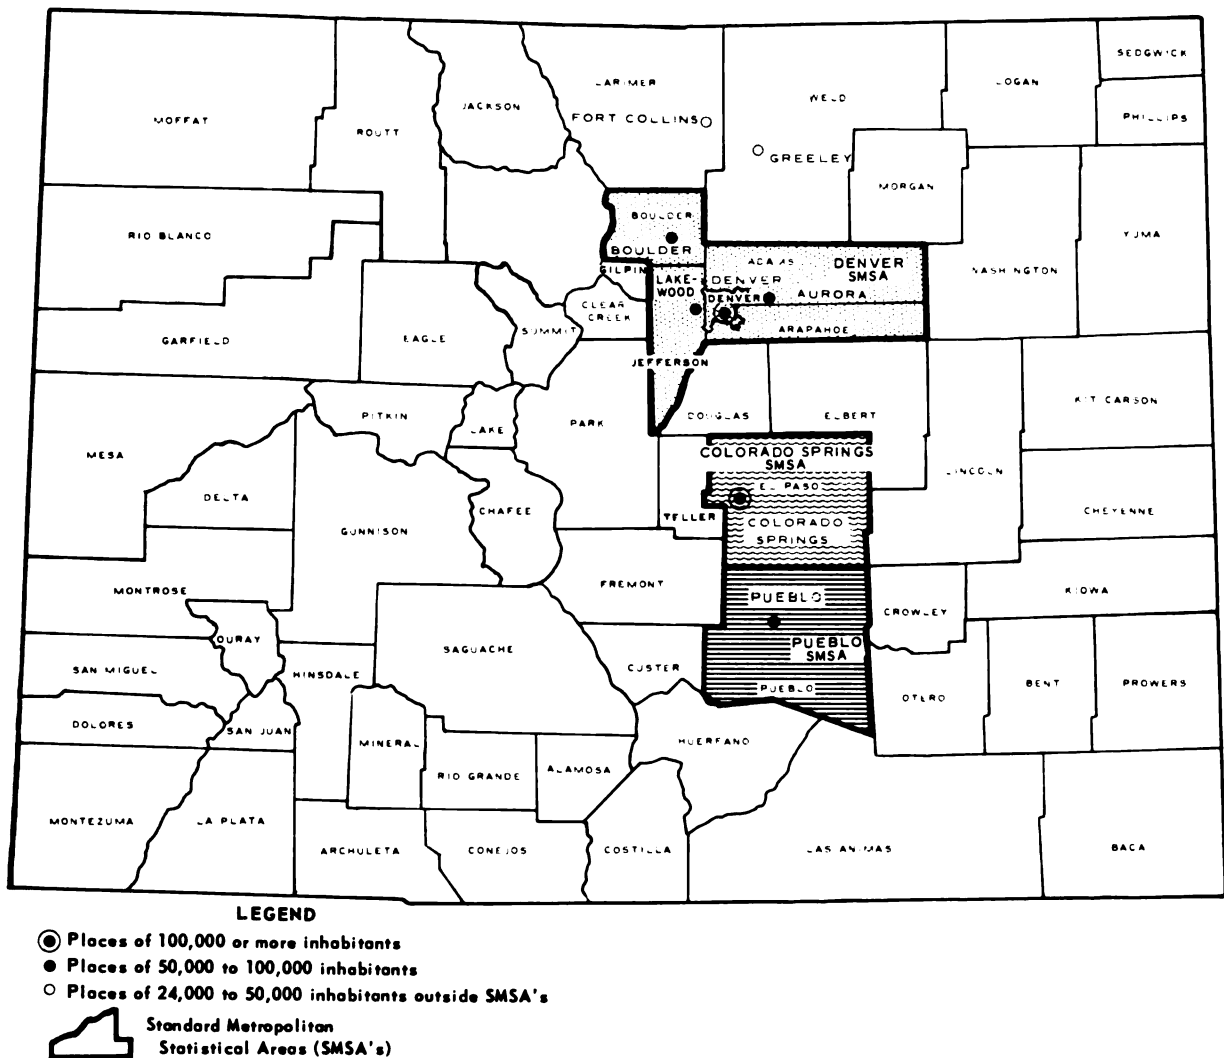 SEDGWICK
LARIMER
LOGAN
WELD
JACKSON
MOFFAT
FORT COLLINS
PHILLIPS
ROUTT
GREELEY
MORGAN
BOULDER
RIO BLANCO
YUMA
BOULDER
ADAMS
DENVER
SMSA
WASHINGTON
GILPIN
LAKE-
WOOD
DENVER
DENVER
AURORA
CLEAR
CREEK
SUMMIT
ARAPAHOE
GARFIELD
EAGLE
JEFFERSON
KIT CARSON
PITKIN
DOUGLAS
ELBERT
LAKE
PARK
MESA
COLORADO SPRINGS
SMSA
LINCOLN
EL PASO
DELTA
CHAFEE
CHEYENNE
TELLER
COLORADO
SPRINGS
GUNNISON
MONTROSE
FREMONT
KIOWA
PUEBLO
CROWLEY
OURAY
PUEBLO
SMSA
SAGUACHE
SAN MIGUEL
HINSDALE
CUSTER
BENT
PROWERS
PUEBLO
OTERO
DOLORES
SAN JUAN
MINERAL
HUERFANO
RIO GRANDE
ALAMOSA
MONTEZUMA
LA PLATA
ARCHULETA
CONEJOS
COSTILLA
LAS ANIMAS
BACA
LEGEND
Places of 100,000 or more inhabitants
Places of 50,000 to 100,000 inhabitants
Places of 24,000 to 50,000 inhabitants outside SMSA's
Standard Metropolitan
Statistical Areas (SMSA's)